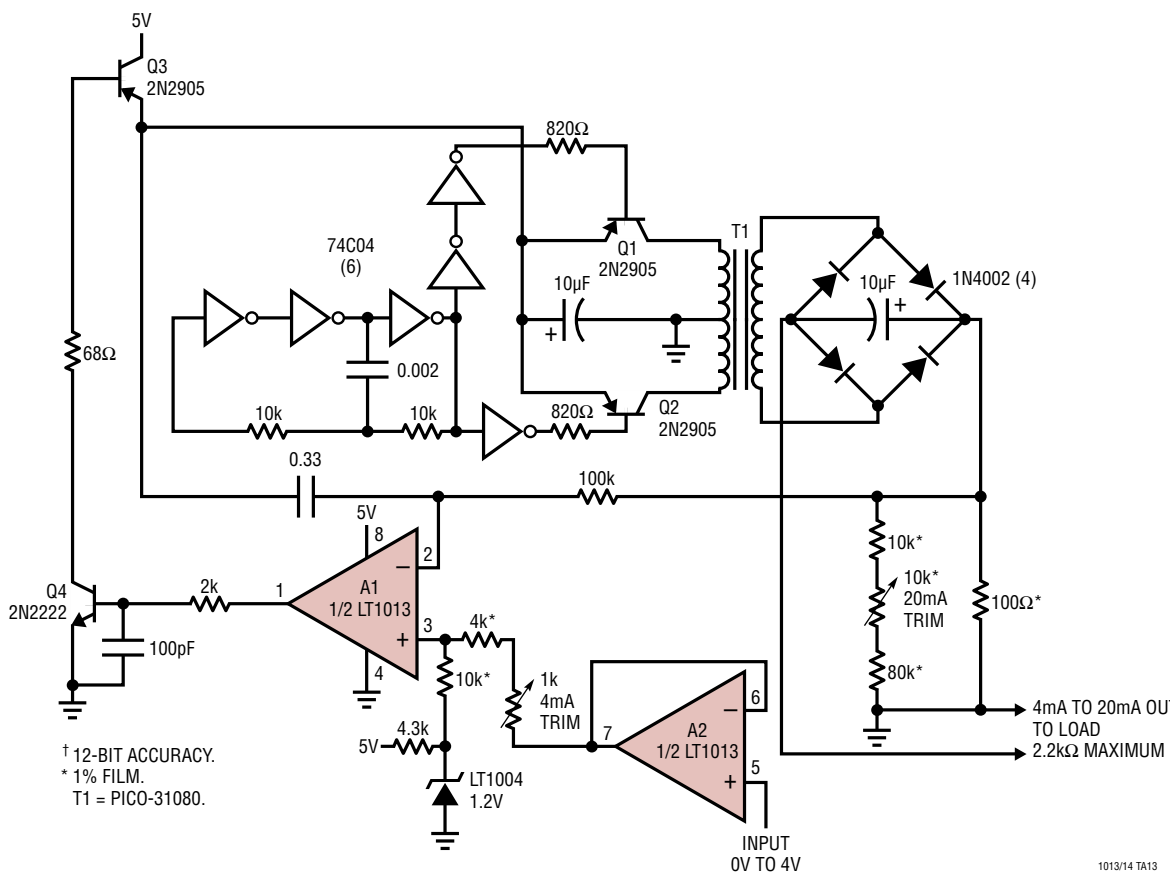 5V
Q3
2N2905
820Ω
74C04
(6)
Q1
2N2905
T1
10µF
+
10µF
+
1N4002 (4)
68Ω
0.002
10k
10k
820Ω
Q2
2N2905
0.33
100k
5V
8
2
–
A1
1/2 LT1013
1
2k
Q4
2N2222
100pF
+
3
4
4k*
10k*
1k
4mA
TRIM
10k*
10k*
20mA
TRIM
80k*
100Ω*
5V
4.3k
LT1004
1.2V
6
–
A2
1/2 LT1013
7
5
+
INPUT
0V TO 4V
4mA TO 20mA OU
TO LOAD
2.2kΩ MAXIMUM
† 12-BIT ACCURACY.
* 1% FILM.
T1 = PICO-31080.
1013/14 TA13